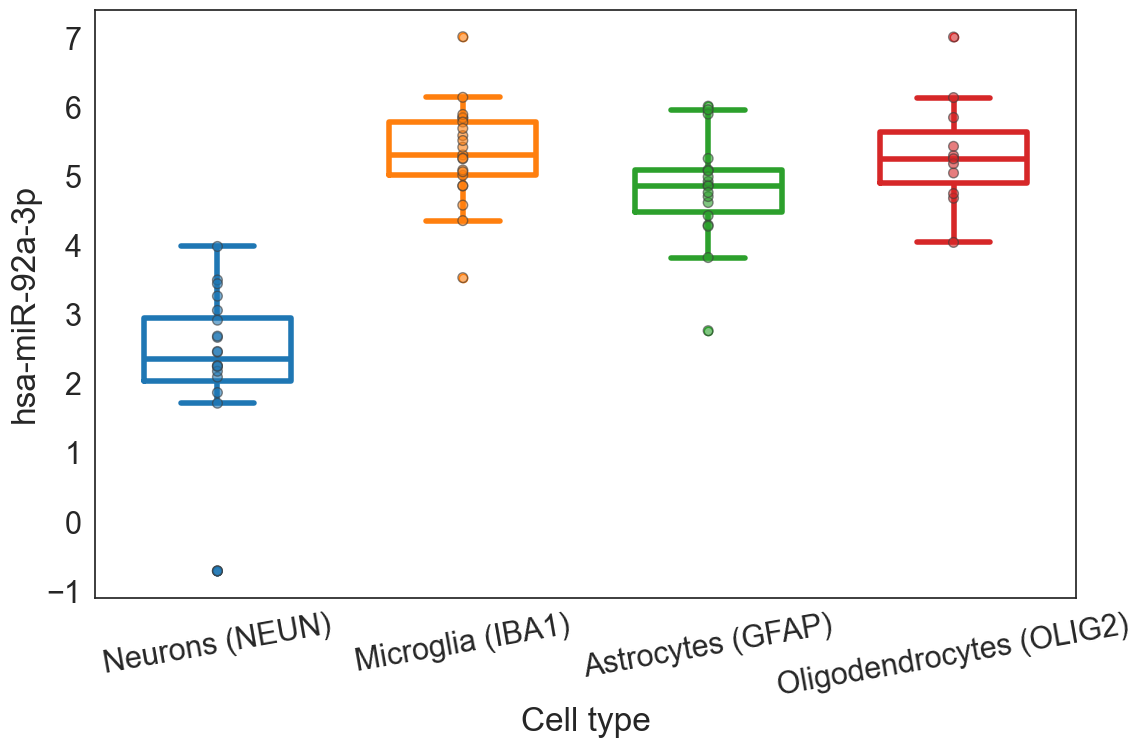 hsa-miR-92a-3p
7
6
5
4
3
2
1
0
−1
Neurons (NEUN)
Microglia (IBA1)
Astrocytes (GFAP)
Oligodendrocytes (OLIG2)
Cell type